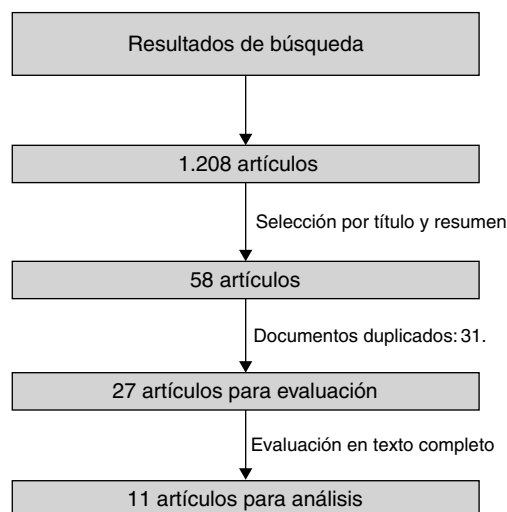 Resultados de búsqueda
1.208 artículos
Selección por título y resumen
58 artículos
Documentos duplicados: 31.
27 artículos para evaluación
Evaluación en texto completo
11 artículos para análisis